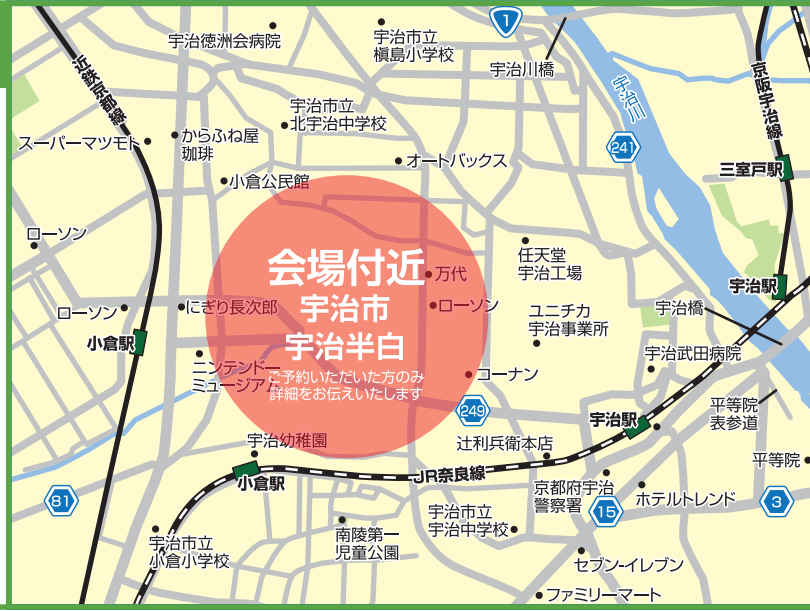 1
宇治徳洲会病院
宇治市立
槇島小学校
宇治川橋
近鉄京都線
宇治川
京阪宇治線
宇治市立
北宇治中学校
スーパーマツモト
からふね屋
珈琲
オートバックス
241
三室戸駅
小倉公民館
ローソン
会場付近
宇治市
宇治半白
ご予約いただいた方のみ
詳細をお伝えいたします
万代
ローソン
任天堂
宇治工場
宇治駅
ローソン
にぎり長次郎
小倉駅
ユニチカ
宇治事業所
宇治橋
宇治武田病院
ニンテンドー
ミュージアム
コーナン
249
宇治駅
平等院
表参道
宇治幼稚園
辻利兵衛本店
平等院
小倉駅
JR奈良線
京都府宇治
警察署
ホテルトレンド
81
15
3
宇治市立
小倉小学校
南陵第一
児童公園
宇治市立
宇治中学校
セブン-イレブン
ファミリーマート